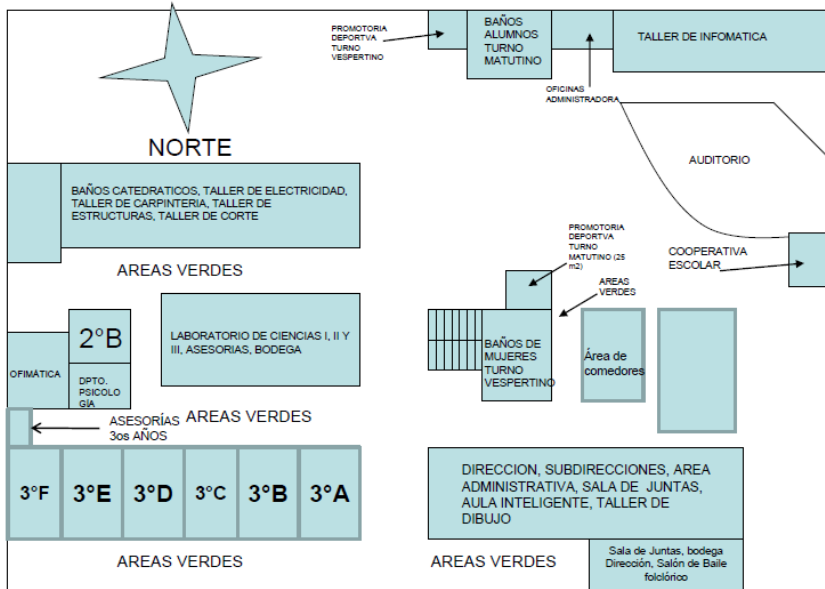 PROMOTORIA
DEPORTVA
TURNO
VESPERTINO
BAÑOS
ALUMNOS
TURNO
MATUTINO
TALLER DE INFOMATICA
OFICINAS
ADMINISTRADORA
NORTE
AUDITORIO
BAÑOS CATEDRATICOS, TALLER DE ELECTRICIDAD,
TALLER DE CARPINTERIA, TALLER DE
ESTRUCTURAS, TALLER DE CORTE
PROMOTORIA
DEPORTVA
TURNO
MATUTINO (25
m2)
COOPERATIVA
ESCOLAR
AREAS VERDES
AREAS
VERDES
2°B
LABORATORIO DE CIENCIAS I, II Y
III, ASESORIAS, BODEGA
BAÑOS DE
MUJERES
TURNO
VESPERTINO
Área de
comedores
OFIMÁTICA
DPTO.
PSICOLO
GÍA
ASESORÍAS
3os AÑOS
AREAS VERDES
3°F
3°E
3°D
3°C
3°B
3°A
DIRECCION, SUBDIRECCIONES, AREA
ADMINISTRATIVA, SALA DE JUNTAS,
AULA INTELIGENTE, TALLER DE
DIBUJO
AREAS VERDES
AREAS VERDES
Sala de Juntas, bodega
Dirección, Salón de Baile
folclórico